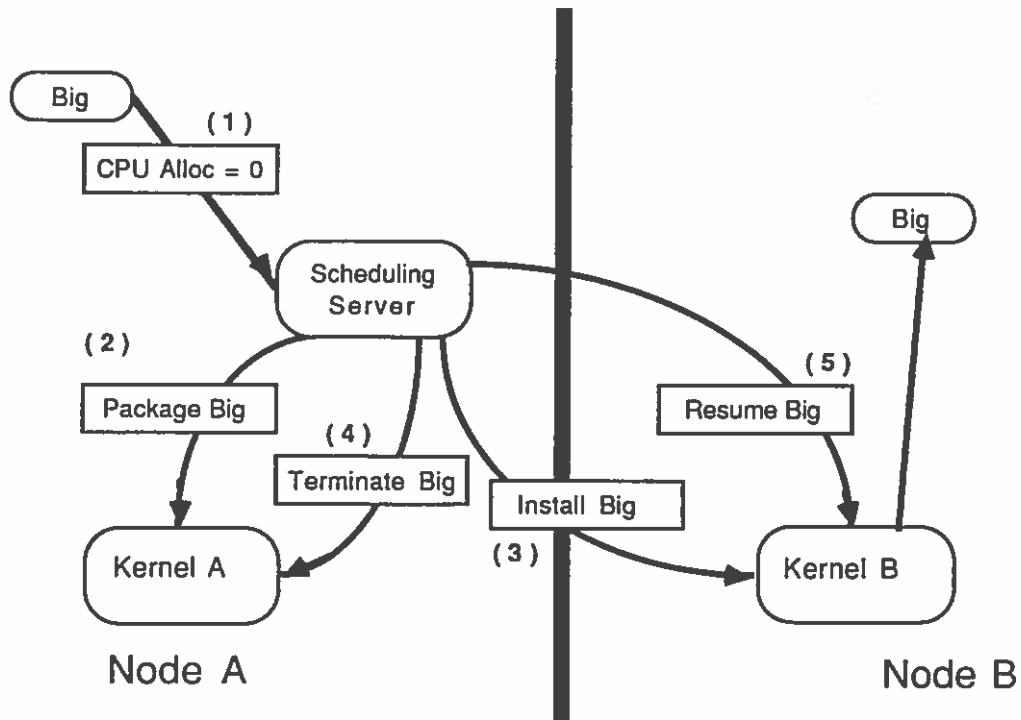 Big
(1)
CPU Alloc = 0
Big
Scheduling
Server
(2)
(5)
Package Big
Resume Big
(4)
Terminate Big
Install Big
(3)
Kernel A
Kernel B
Node A
Node B